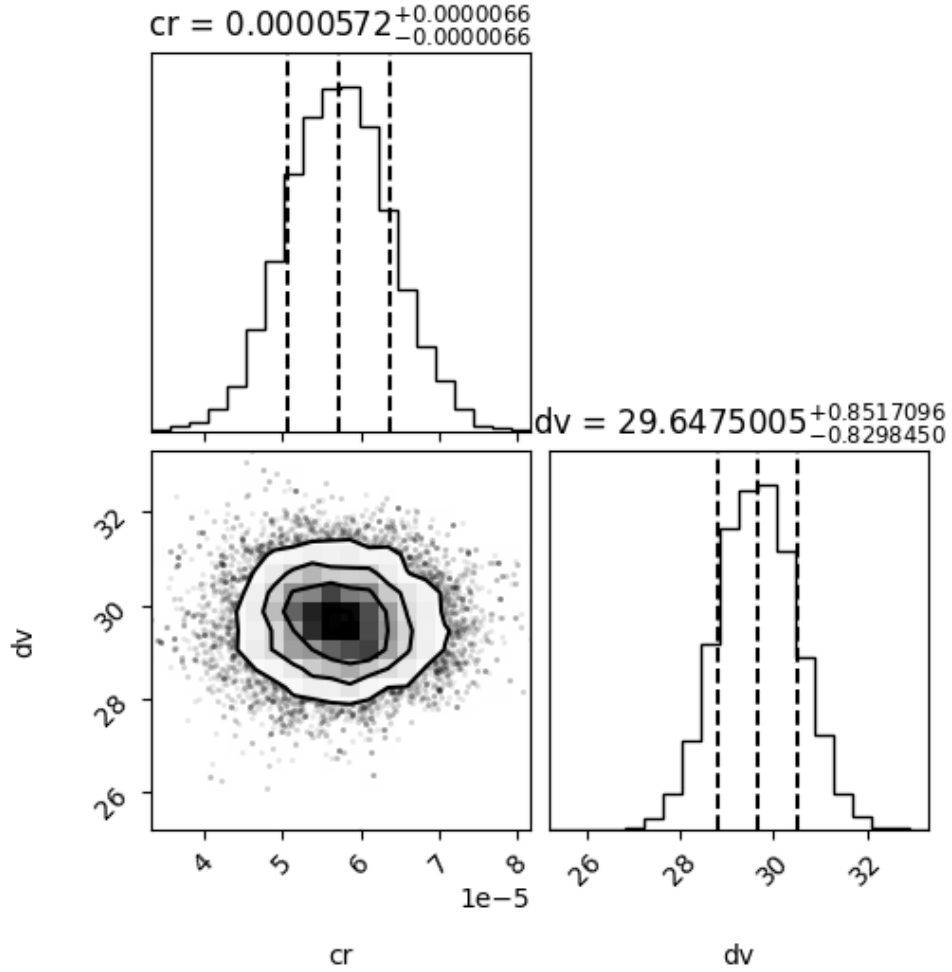 cr = 0.0000572+0.0000066 −0.0000066
dv = 29.6475005+0.8517096 −0.8298450
dv
32
30
28
26
4 5 6 7 8
1e−5
26 28 30 32
cr
dv